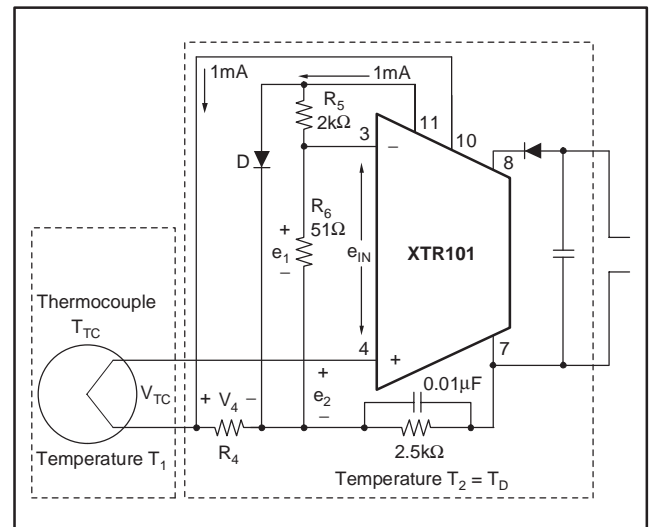 1mA
1mA
R5
2kΩ
11
10
3
−
8
D
R6
51Ω
+
e1
−
eIN
XTR101
Thermocouple
TTC
4
+
7
+
e2
−
0.01µF
VTC
+ V4 −
R4
2.5kΩ
Temperature T1
Temperature T2 = TD